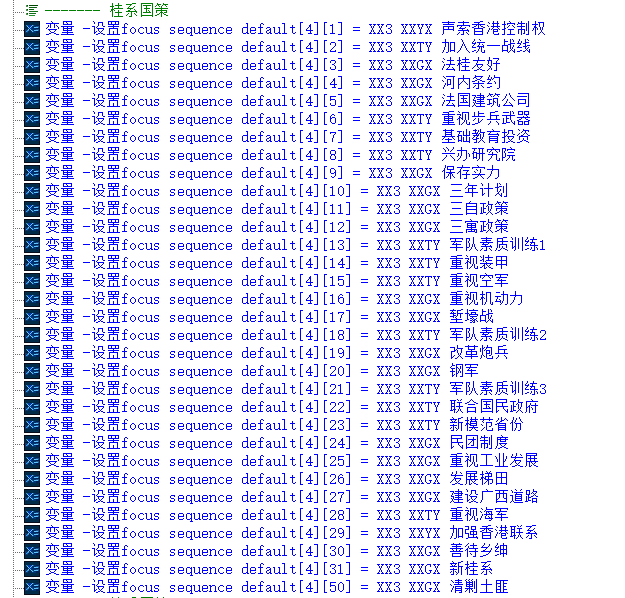 ------- 桂系国策
变量 -设置focus sequence default[4][1] = XX3 XXYX 声索香港控制权
变量 -设置focus sequence default[4][2] = XX3 XXTY 加入统一战线
变量 -设置focus sequence default[4][3] = XX3 XXGX 法桂友好
变量 -设置focus sequence default[4][4] = XX3 XXGX 河内条约
变量 -设置focus sequence default[4][5] = XX3 XXGX 法国建筑公司
变量 -设置focus sequence default[4][6] = XX3 XXTY 重视步兵武器
变量 -设置focus sequence default[4][7] = XX3 XXTY 基础教育投资
变量 -设置focus sequence default[4][8] = XX3 XXTY 兴办研究院
变量 -设置focus sequence default[4][9] = XX3 XXGX 保存实力
变量 -设置focus sequence default[4][10] = XX3 XXGX 三年计划
变量 -设置focus sequence default[4][11] = XX3 XXGX 三自政策
变量 -设置focus sequence default[4][12] = XX3 XXGX 三寓政策
变量 -设置focus sequence default[4][13] = XX3 XXTY 军队素质训练1
变量 -设置focus sequence default[4][14] = XX3 XXTY 重视装甲
变量 -设置focus sequence default[4][15] = XX3 XXTY 重视空军
变量 -设置focus sequence default[4][16] = XX3 XXGX 重视机动力
变量 -设置focus sequence default[4][17] = XX3 XXGX 堑壕战
变量 -设置focus sequence default[4][18] = XX3 XXTY 军队素质训练2
变量 -设置focus sequence default[4][19] = XX3 XXGX 改革炮兵
变量 -设置focus sequence default[4][20] = XX3 XXGX 钢军
变量 -设置focus sequence default[4][21] = XX3 XXTY 军队素质训练3
变量 -设置focus sequence default[4][22] = XX3 XXTY 联合国民政府
变量 -设置focus sequence default[4][23] = XX3 XXTY 新模范省份
变量 -设置focus sequence default[4][24] = XX3 XXGX 民团制度
变量 -设置focus sequence default[4][25] = XX3 XXGX 重视工业发展
变量 -设置focus sequence default[4][26] = XX3 XXGX 发展梯田
变量 -设置focus sequence default[4][27] = XX3 XXGX 建设广西道路
变量 -设置focus sequence default[4][28] = XX3 XXTY 重视海军
变量 -设置focus sequence default[4][29] = XX3 XXYX 加强香港联系
变量 -设置focus sequence default[4][30] = XX3 XXGX 善待乡绅
变量 -设置focus sequence default[4][31] = XX3 XXGX 新桂系
变量 -设置focus sequence default[4][50] = XX3 XXGX 清剿土匪